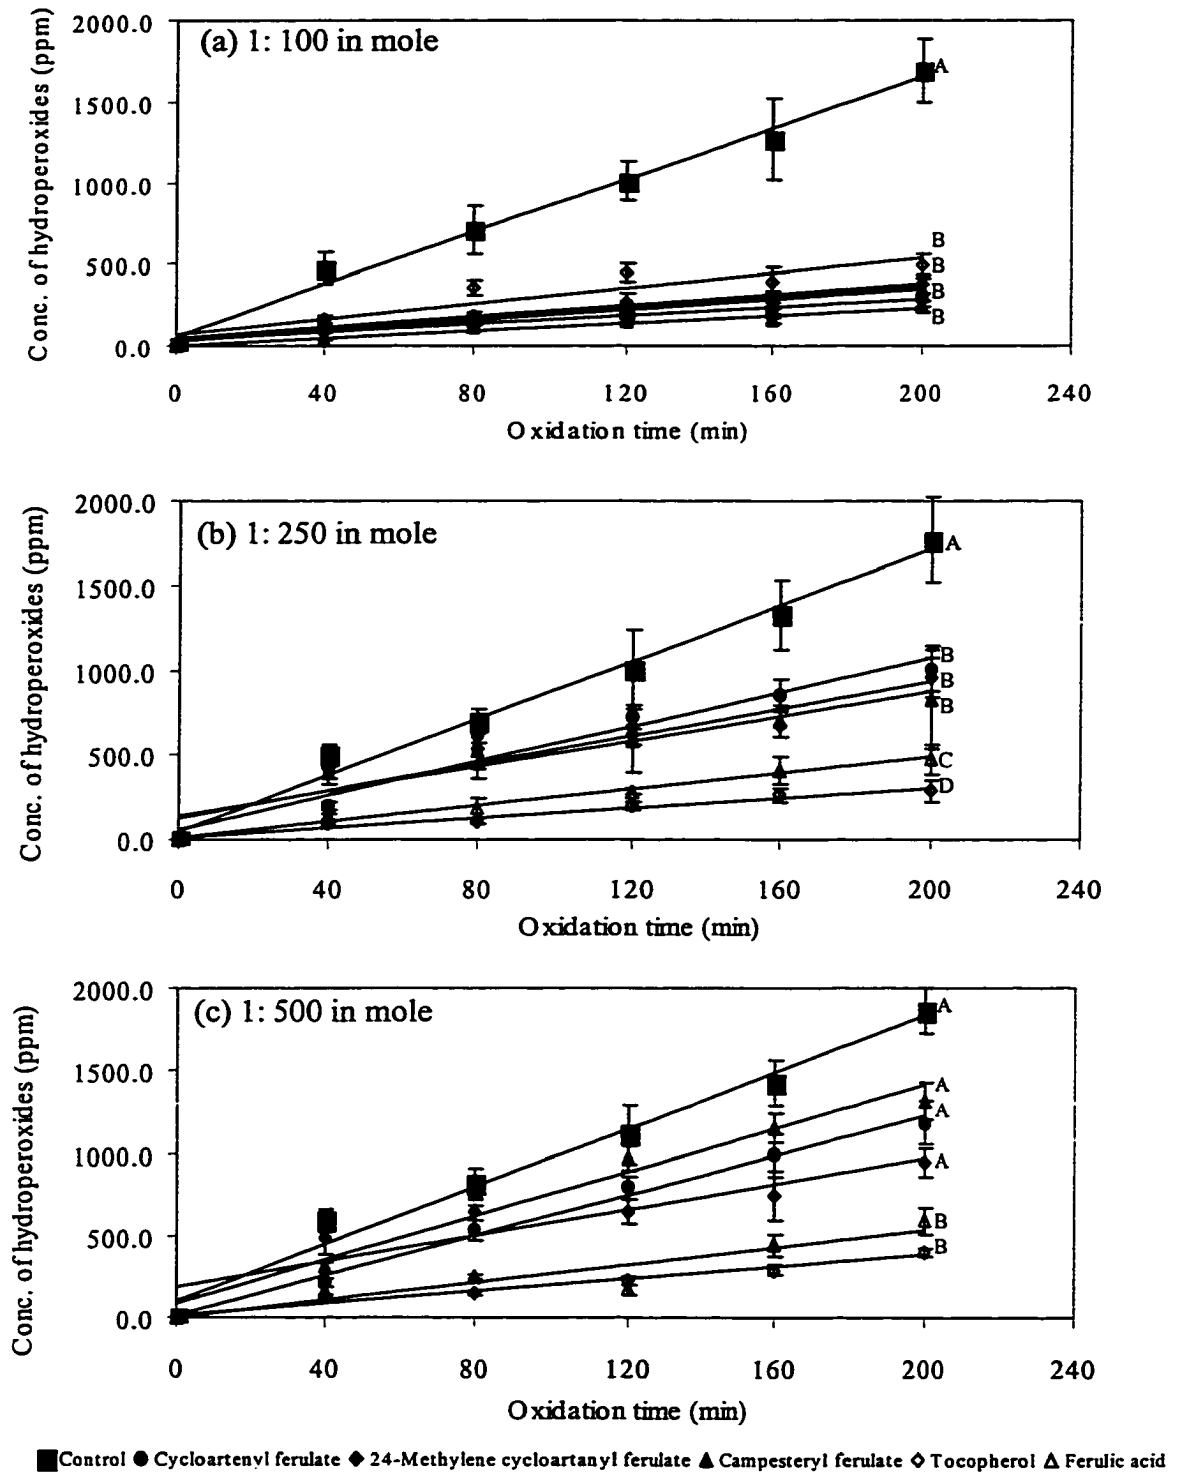 (a) 1: 100 in mole
Conc. of hydroperoxides (ppm)
2000.0
1500.0
1000.0
500.0
0.0
A
B
B
B
B
0 40 80 120 160 200 240
Oxidation time (min)
(b) 1: 250 in mole
Conc. of hydroperoxides (ppm)
2000.0
1500.0
1000.0
500.0
0.0
A
B
B
B
C
D
0 40 80 120 160 200 240
Oxidation time (min)
(c) 1: 500 in mole
Conc. of hydroperoxides (ppm)
2000.0
1500.0
1000.0
500.0
0.0
A
A
A
A
B
B
0 40 80 120 160 200 240
Oxidation time (min)
Control Cycloartenyl ferulate 24-Methylene cycloartanyl ferulate Campesteryl ferulate Tocopherol Ferulic acid